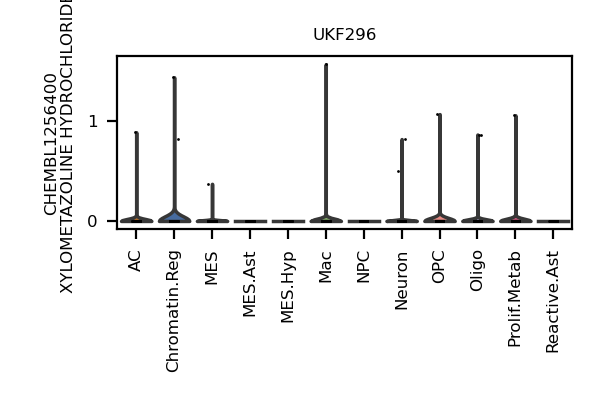 UKF296
CHEMBL1256400
XYLOMETAZOLINE HYDROCHLORIDE
1
0
AC
Chromatin.Reg
MES
MES.Ast
MES.Hyp
Mac
NPC
Neuron
OPC
Oligo
Prolif.Metab
Reactive.Ast